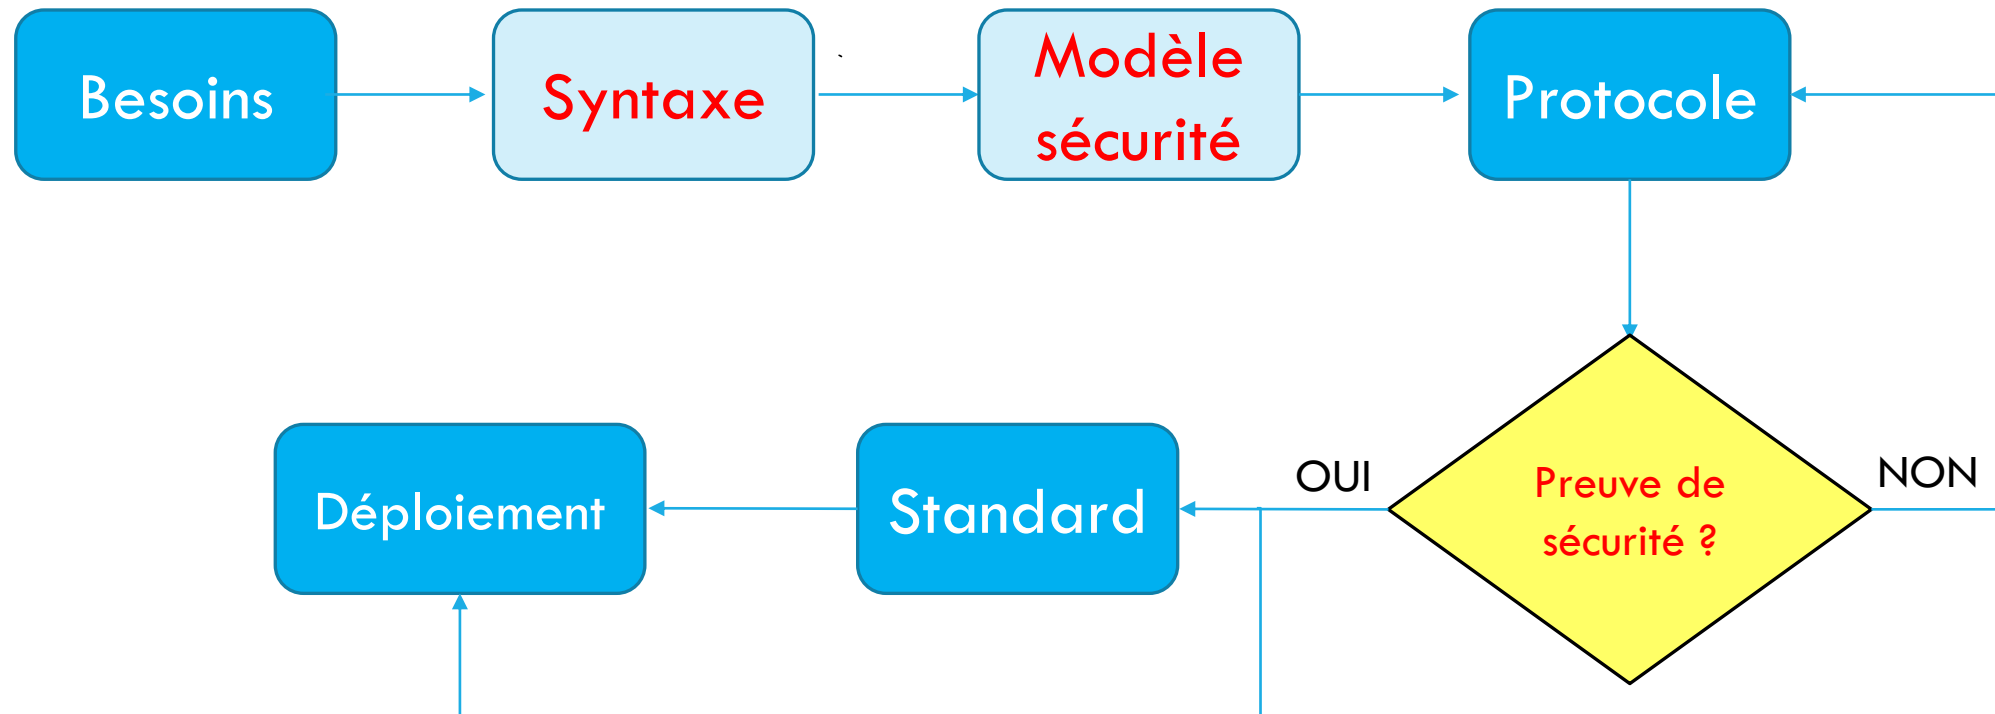 Besoins
Syntaxe
Modèle
sécurité
Protocole
Déploiement
Standard
OUI
Preuve de
sécurité ?
NON